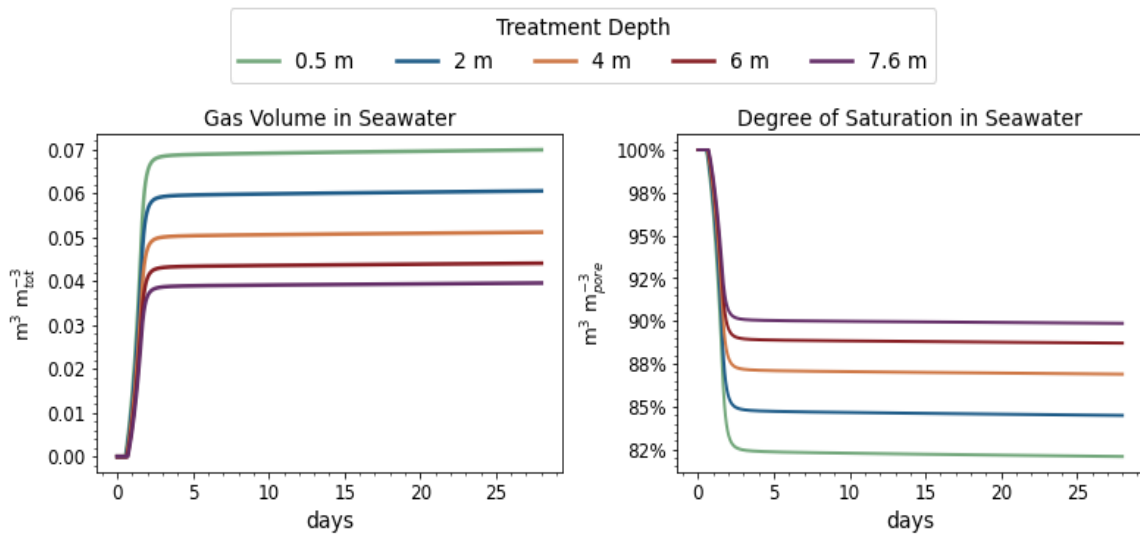 Treatment Depth
0.5 m 2 m 4 m 6 m 7.6 m
Gas Volume in Seawater
0.07
0.06
0.05
0.04
0.03
0.02
0.01
0.00
m³ m⁻³tot
0 5 10 15 20 25
days
Degree of Saturation in Seawater
100%
98%
95%
92%
90%
88%
85%
82%
m³ m⁻³pore
0 5 10 15 20 25
days